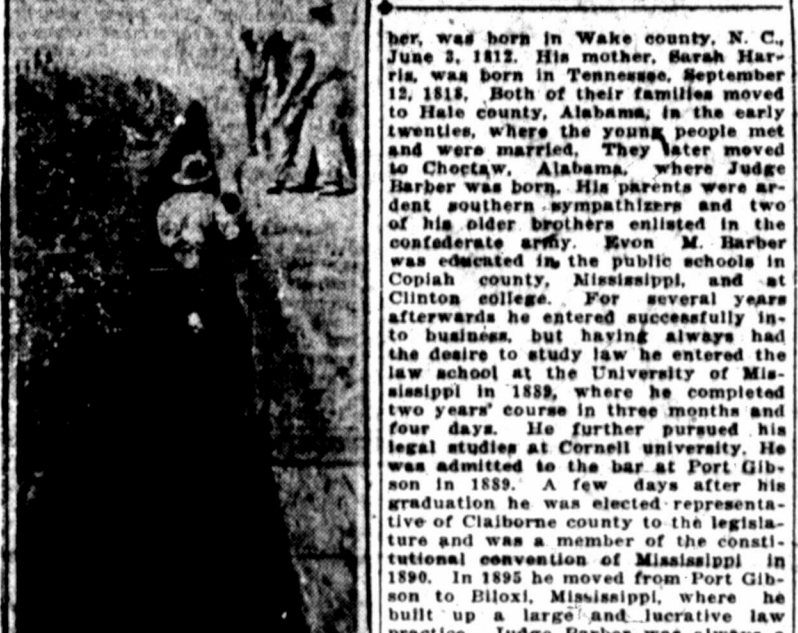 ber, was born in Wake county, N. C.,
June 3, 1812. His mother, Sarah Har-
ris, was born in Tennessee, September
12, 1818. Both of their families moved
to Hale county, Alabama, in the early
twenties, where the young people met
and were married. They later moved
to Choctaw, Alabama, where Judge
Barber was born. His parents were ar-
dent southern sympathizers and two
of his older brothers enlisted in the
confederate army. Evon M. Barber
was educated in the public schools in
Copiah county, Mississippi, and at
Clinton college. For several years
afterwards he entered successfully in-
to business, but having always had
the desire to study law he entered the
law school at the University of Mis-
sissippi in 1889, where he completed
two years' course in three months and
four days. He further pursued his
legal studies at Cornell university. He
was admitted to the bar at Port Gib-
son in 1889. A few days after his
graduation he was elected representa-
tive of Claiborne county to the legisla-
ture and was a member of the consti-
tutional convention of Mississippi in
1890. In 1895 he moved from Port Gib-
son to Biloxi, Mississippi, where he
built up a large and lucrative law
practice. Judge Barber was always a